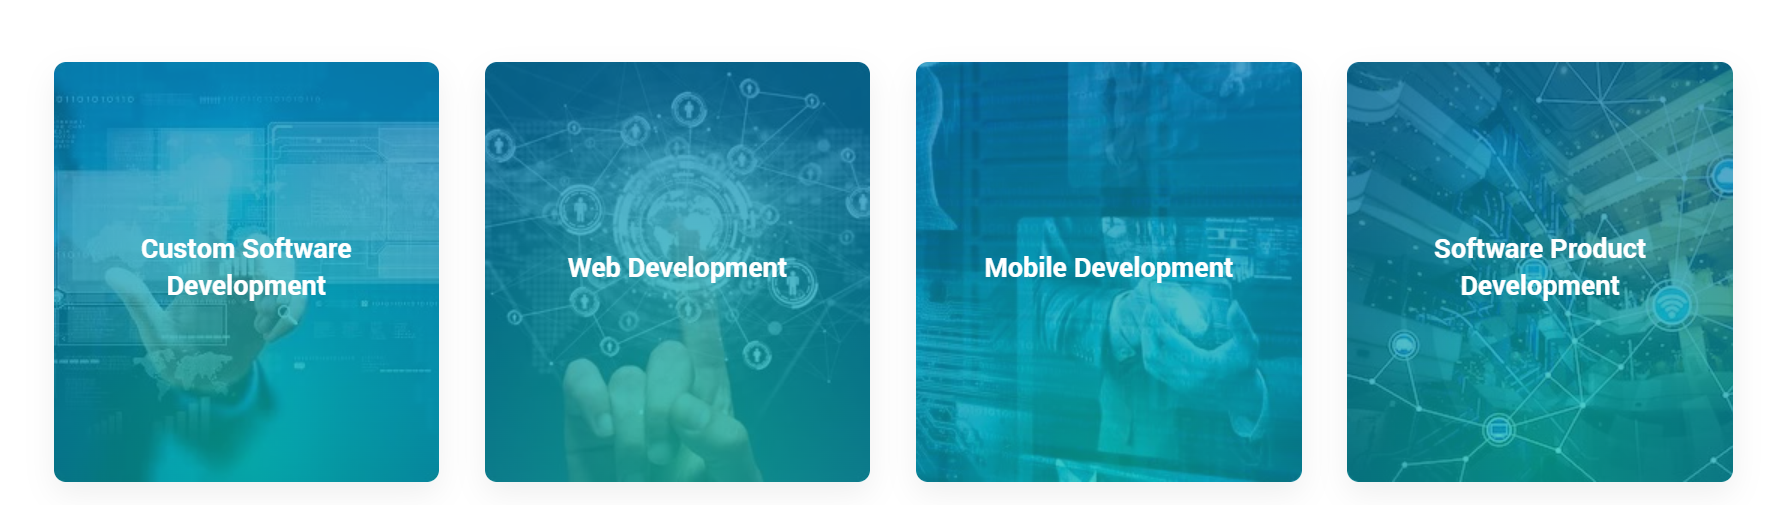 Custom Software
Development
Web Development
Mobile Development
Software Product
Development